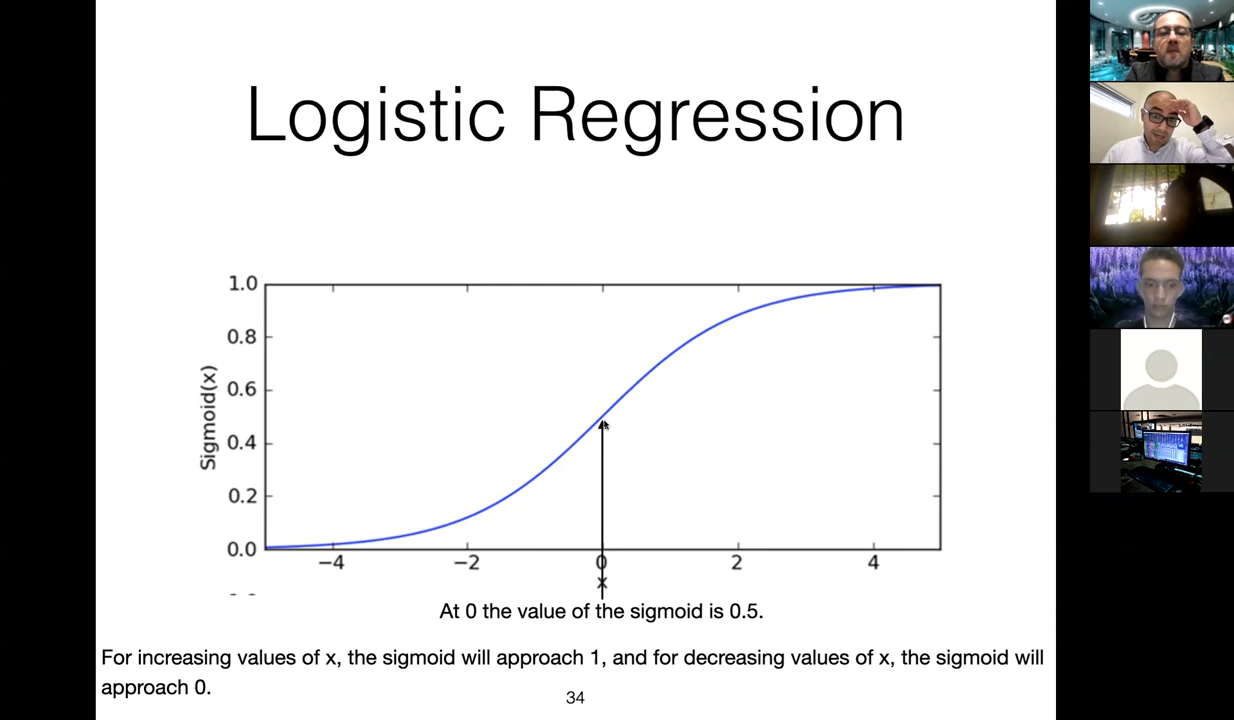 Logistic Regression
1.0
0.8
0.6
0.4
0.2
0.0
Sigmoid(x)
−4 −2 0 2 4
x
At 0 the value of the sigmoid is 0.5.
For increasing values of x, the sigmoid will approach 1, and for decreasing values of x, the sigmoid will
approach 0.
34